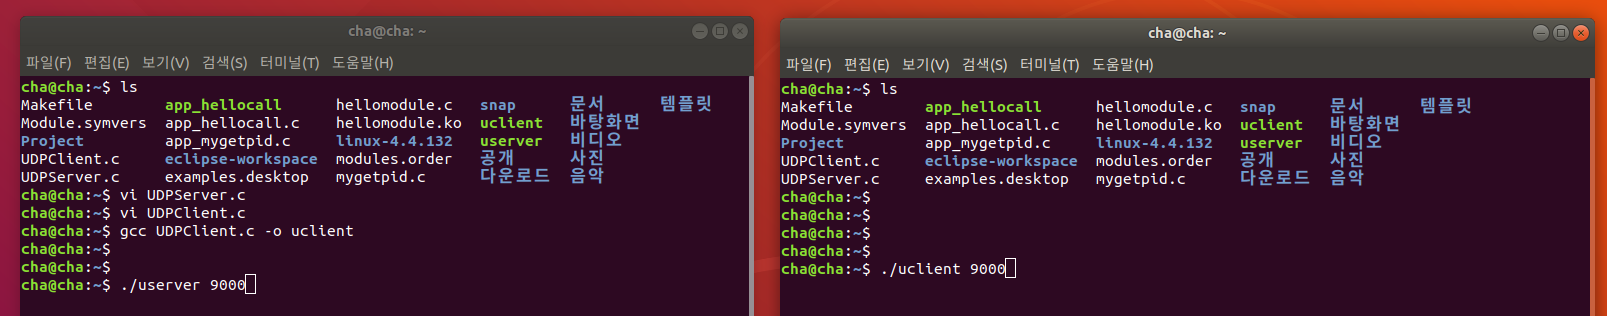 cha@cha: ~
파일(F) 편집(E) 보기(V) 검색(S) 터미널(T) 도움말(H)
cha@cha:~$ ls
Makefile app_hellocall hellomodule.c snap 문서 템플릿
Module.symvers app_hellocall.c hellomodule.ko uclient 바탕화면
Project app_mygetpid.c linux-4.4.132 userver 비디오
UDPClient.c eclipse-workspace modules.order 공개 사진
UDPServer.c examples.desktop mygetpid.c 다운로드 음악
cha@cha:~$ vi UDPServer.c
cha@cha:~$ vi UDPClient.c
cha@cha:~$ gcc UDPClient.c -o uclient
cha@cha:~$
cha@cha:~$
cha@cha:~$ ./userver 9000
cha@cha: ~
파일(F) 편집(E) 보기(V) 검색(S) 터미널(T) 도움말(H)
cha@cha:~$ ls
Makefile app_hellocall hellomodule.c snap 문서 템플릿
Module.symvers app_hellocall.c hellomodule.ko uclient 바탕화면
Project app_mygetpid.c linux-4.4.132 userver 비디오
UDPClient.c eclipse-workspace modules.order 공개 사진
UDPServer.c examples.desktop mygetpid.c 다운로드 음악
cha@cha:~$
cha@cha:~$
cha@cha:~$
cha@cha:~$
cha@cha:~$ ./uclient 9000